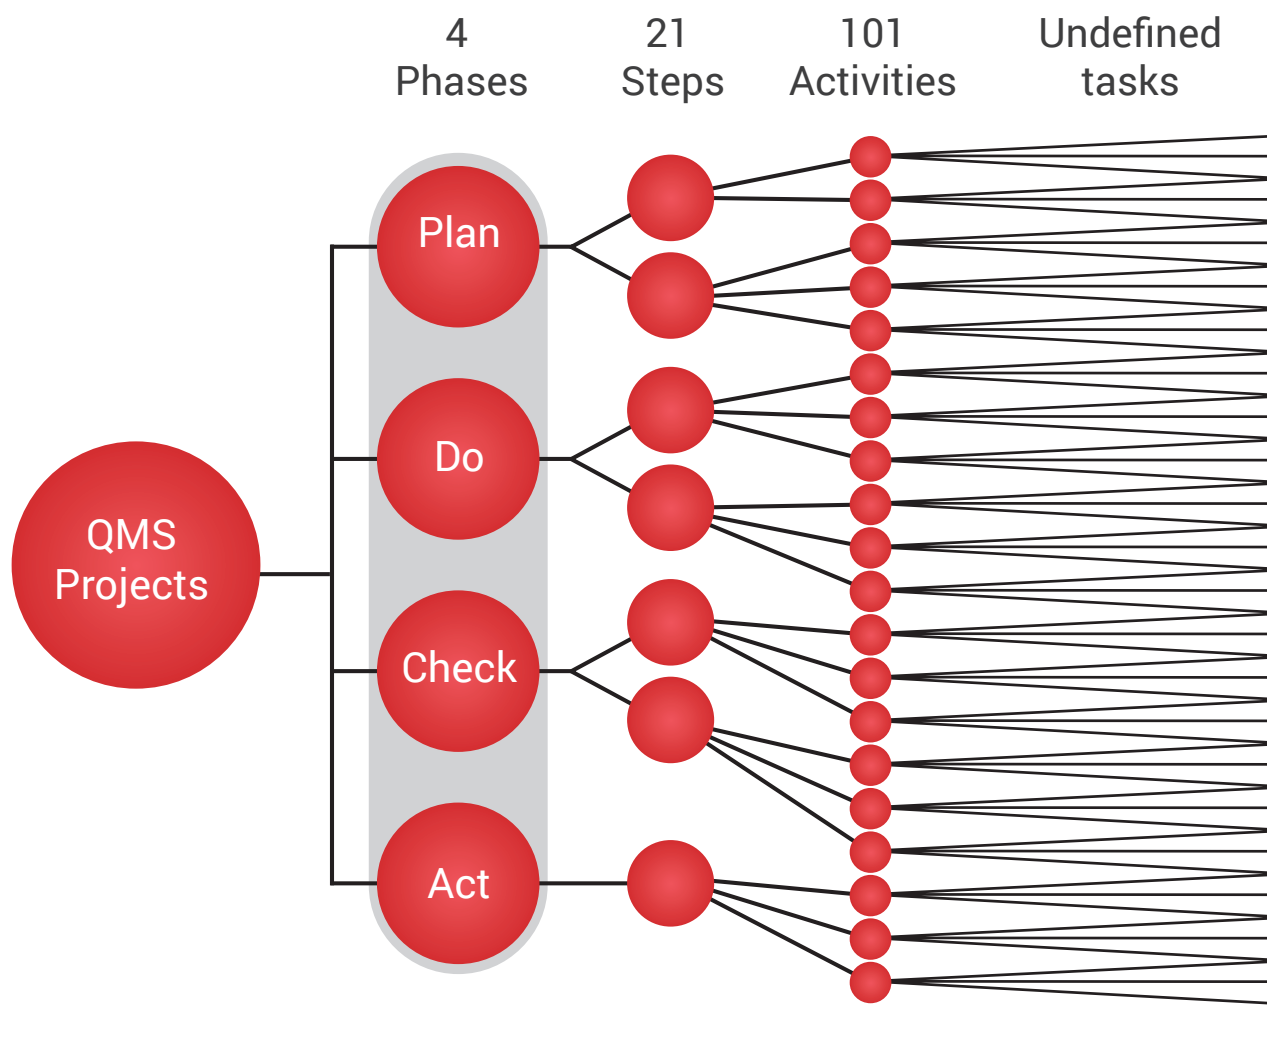 4
Phases
21
Steps
101
Activities
Undefined
tasks
Plan
Do
QMS
Projects
Check
Act